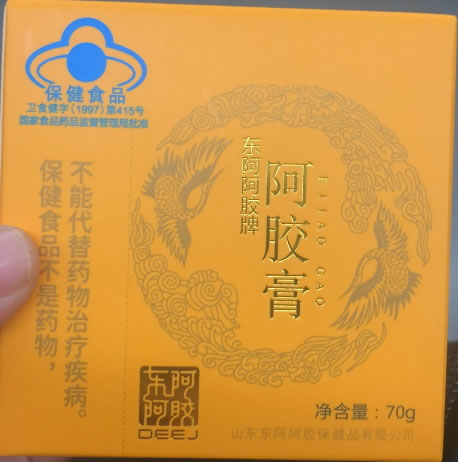 保健食品
卫食健字(1997)第415号
国家食品药品监督管理局批准
保健食品不是药物，
不能代替药物治疗疾病。
东阿阿胶牌
阿胶膏
EJIAO GAO
东阿
阿胶
DEEJ
净含量：70g
山东东阿阿胶保健品有限公司